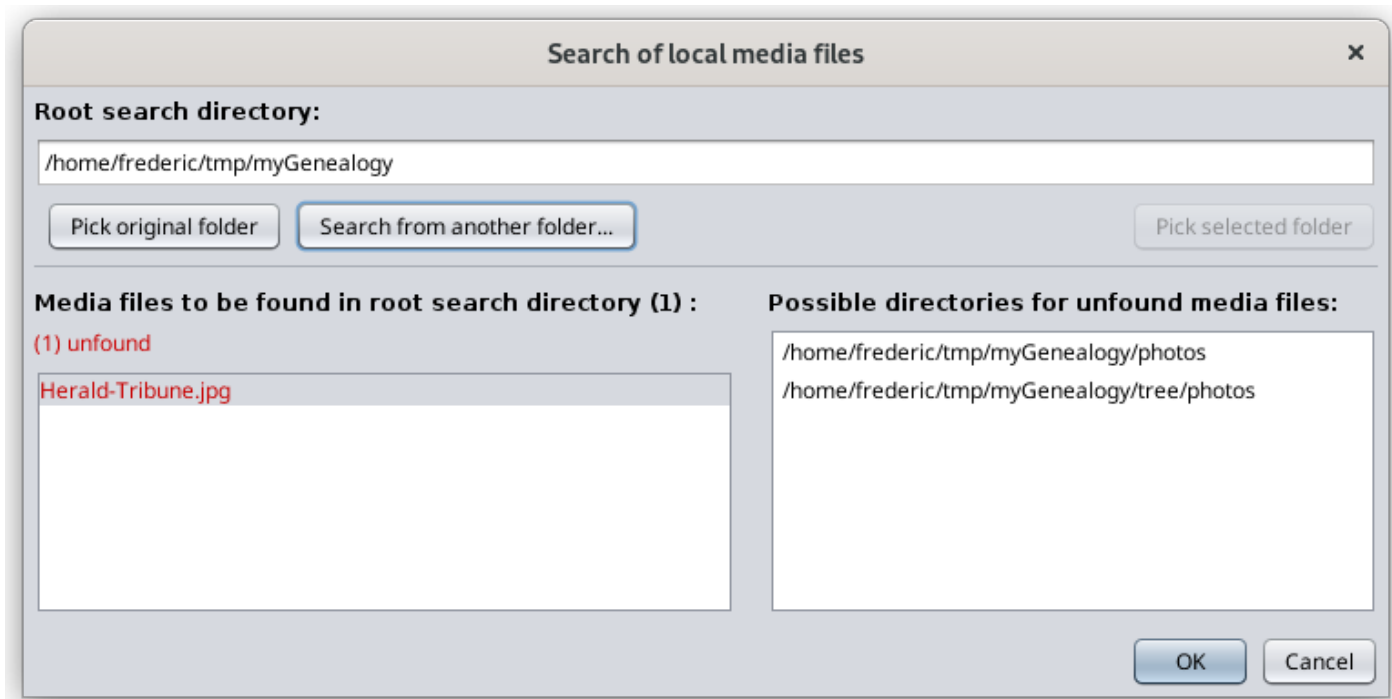 Search of local media files
×
Root search directory:
/home/frederic/tmp/myGenealogy
Pick original folder
Search from another folder...
Pick selected folder
Media files to be found in root search directory (1) :
(1) unfound
Herald-Tribune.jpg
Possible directories for unfound media files:
/home/frederic/tmp/myGenealogy/photos
/home/frederic/tmp/myGenealogy/tree/photos
OK
Cancel